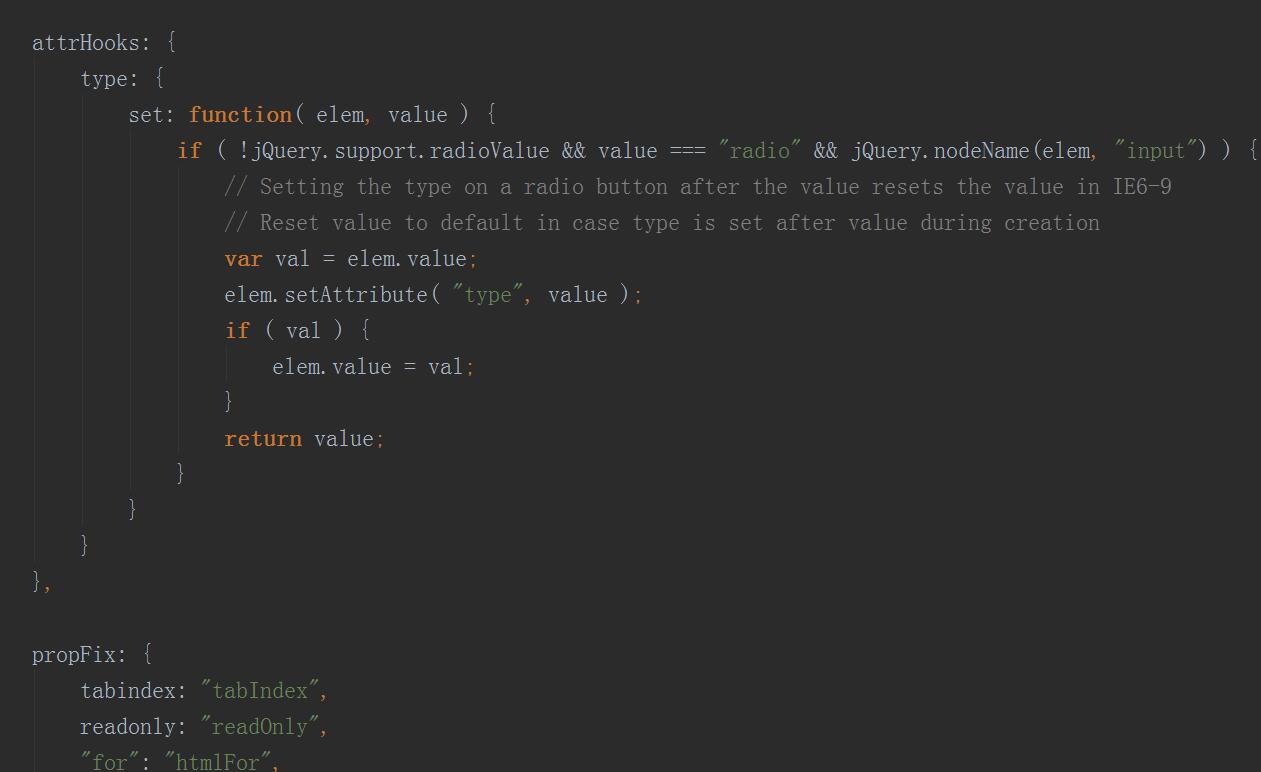 attrHooks: {
type: {
set: function( elem, value ) {
if ( !jQuery.support.radioValue && value === "radio" && jQuery.nodeName(elem, "input") ) {
// Setting the type on a radio button after the value resets the value in IE6-9
// Reset value to default in case type is set after value during creation
var val = elem.value;
elem.setAttribute( "type", value );
if ( val ) {
elem.value = val;
}
return value;
}
}
}
},
propFix: {
tabindex: "tabIndex",
readonly: "readOnly",
"for": "htmlFor",